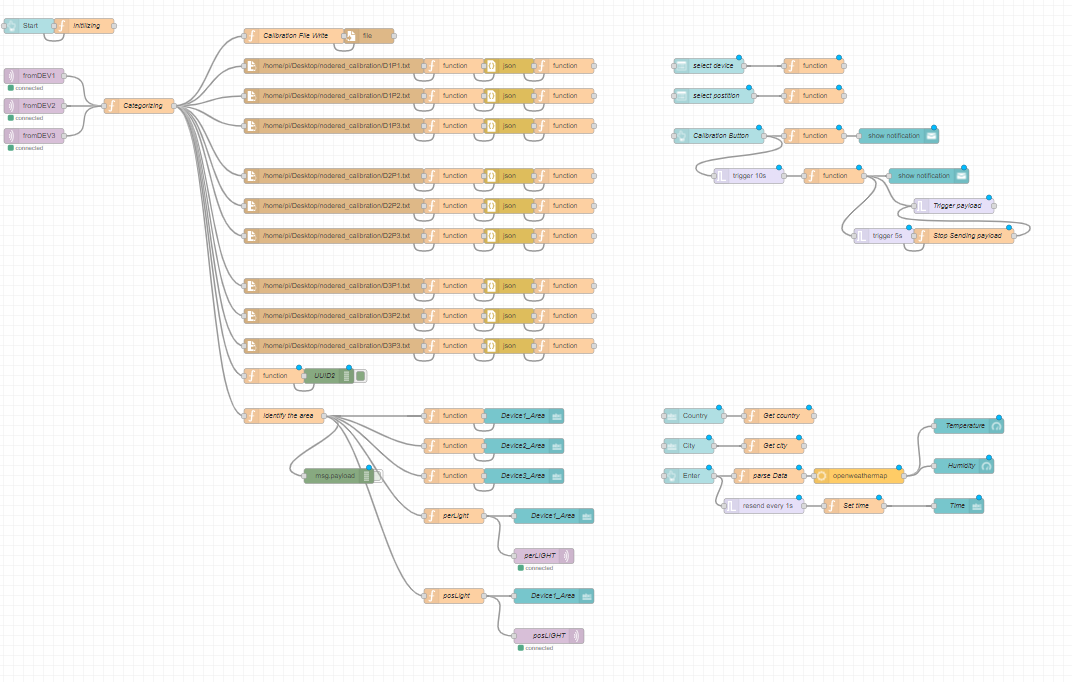 Start
Initilizing
fromDEV1
connected
fromDEV2
connected
fromDEV3
connected
Categorizing
Calibration File Write
file
/home/pi/Desktop/nodered_calibration/D1P1.txt function json function
/home/pi/Desktop/nodered_calibration/D1P2.txt function json function
/home/pi/Desktop/nodered_calibration/D1P3.txt function json function
/home/pi/Desktop/nodered_calibration/D2P1.txt function json function
/home/pi/Desktop/nodered_calibration/D2P2.txt function json function
/home/pi/Desktop/nodered_calibration/D2P3.txt function json function
/home/pi/Desktop/nodered_calibration/D3P1.txt function json function
/home/pi/Desktop/nodered_calibration/D3P2.txt function json function
/home/pi/Desktop/nodered_calibration/D3P3.txt function json function
function UUID2
Identify the area
function Device1_Area
function Device2_Area
msg.payload
function Device3_Area
perLight Device1_Area
perLIGHT
connected
posLight Device1_Area
posLIGHT
connected
select device function
select postition function
Calibration Button function show notification
trigger 10s function show notification
Trigger payload
trigger 5s Stop Sending payload
Country Get country
City Get city
Temperature
Enter parse Data openweathermap
Humidity
resend every 1s Set time Time